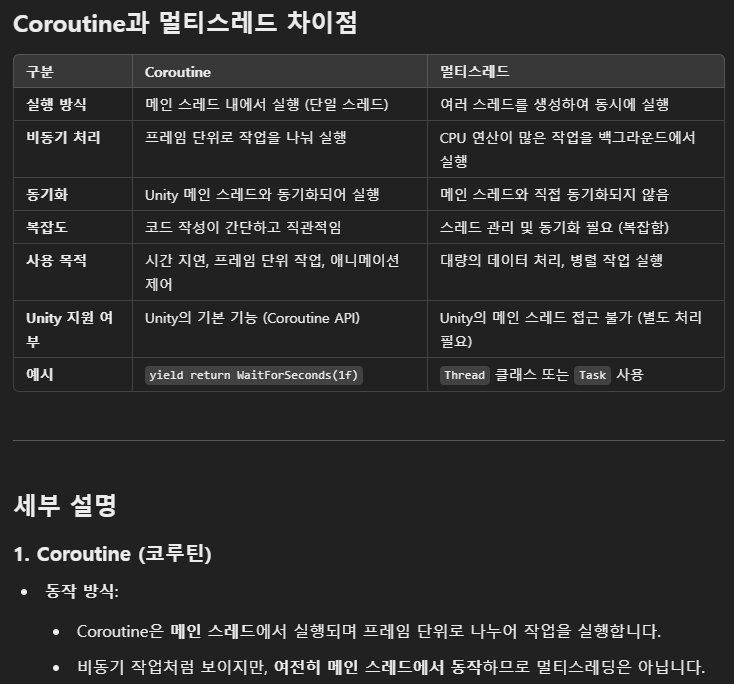 Coroutine과 멀티스레드 차이점
구분 Coroutine 멀티스레드
실행 방식 메인 스레드 내에서 실행 (단일 스레드) 여러 스레드를 생성하여 동시에 실행
비동기 처리 프레임 단위로 작업을 나눠 실행 CPU 연산이 많은 작업을 백그라운드에서
실행
동기화 Unity 메인 스레드와 동기화되어 실행 메인 스레드와 직접 동기화되지 않음
복잡도 코드 작성이 간단하고 직관적임 스레드 관리 및 동기화 필요 (복잡함)
사용 목적 시간 지연, 프레임 단위 작업, 애니메이션 대량의 데이터 처리, 병렬 작업 실행
제어
Unity 지원 여 Unity의 기본 기능 (Coroutine API) Unity의 메인 스레드 접근 불가 (별도 처리
부 필요)
예시 yield return WaitForSeconds(1f) Thread 클래스 또는 Task 사용
세부 설명
1. Coroutine (코루틴)
• 동작 방식:
• Coroutine은 메인 스레드에서 실행되며 프레임 단위로 나누어 작업을 실행합니다.
• 비동기 작업처럼 보이지만, 여전히 메인 스레드에서 동작하므로 멀티스레딩은 아닙니다.